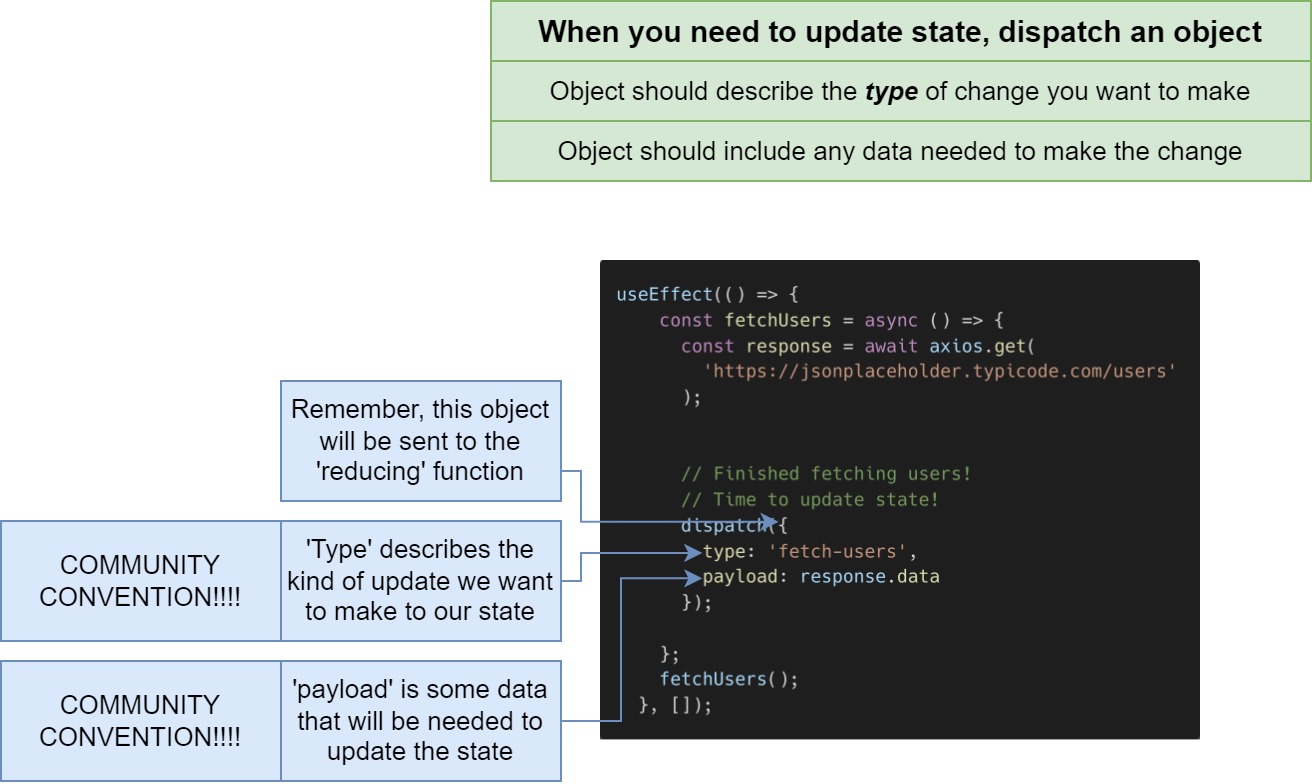 When you need to update state, dispatch an object
Object should describe the type of change you want to make
Object should include any data needed to make the change
useEffect(() => {
const fetchUsers = async () => {
const response = await axios.get(
'https://jsonplaceholder.typicode.com/users'
);
// Finished fetching users!
// Time to update state!
dispatch({
type: 'fetch-users',
payload: response.data
});
};
fetchUsers();
}, []);
Remember, this object
will be sent to the
'reducing' function
COMMUNITY
CONVENTION!!!!
'Type' describes the
kind of update we want
to make to our state
COMMUNITY
CONVENTION!!!!
'payload' is some data
that will be needed to
update the state